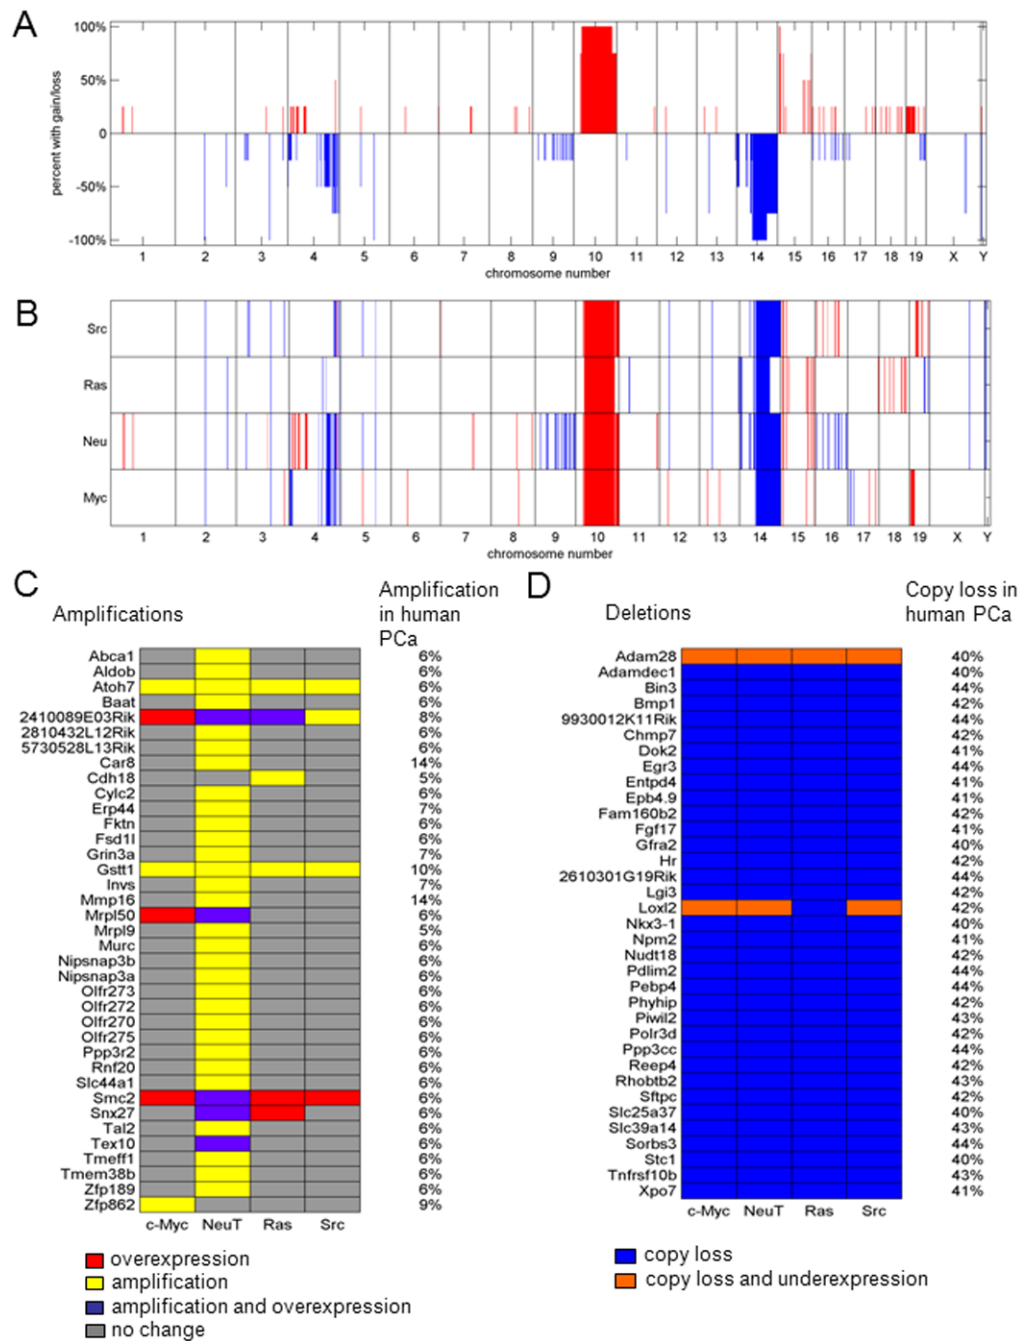 A
100%
50%
0
-50%
-100%
percent with gain/loss
1 2 3 4 5 6 7 8 9 10 11 12 13 14 15 16 17 18 19 X Y
chromosome number
B
Src
Ras
Neu
Myc
1 2 3 4 5 6 7 8 9 10 11 12 13 14 15 16 17 18 19 X Y
chromosome number
C
Amplifications
Amplification
in human
PCa
Abca1 6%
Aldob 6%
Atoh7 6%
Baat 6%
2410089E03Rik 8%
2810432L12Rik 6%
5730528L13Rik 6%
Car8 14%
Cdh18 5%
Cylc2 6%
Erp44 7%
Fktn 6%
Fsd1l 6%
Grin3a 7%
Gstt1 10%
Invs 7%
Mmp16 14%
Mrpl50 6%
Mrpl9 5%
Murc 6%
Nipsnap3b 6%
Nipsnap3a 6%
Olfr273 6%
Olfr272 6%
Olfr270 6%
Olfr275 6%
Ppp3r2 6%
Rnf20 6%
Slc44a1 6%
Smc2 6%
Snx27 6%
Tal2 6%
Tex10 6%
Tmeff1 6%
Tmem38b 6%
Zfp189 6%
Zfp862 9%
c-Myc NeuT Ras Src
overexpression
amplification
amplification and overexpression
no change
D
Deletions
Copy loss in
human PCa
Adam28 40%
Adamdec1 40%
Bin3 44%
Bmp1 42%
9930012K11Rik 44%
Chmp7 42%
Dok2 41%
Egr3 44%
Entpd4 41%
Epb4.9 41%
Fam160b2 42%
Fgf17 41%
Gfra2 40%
Hr 42%
2610301G19Rik 44%
Lgi3 42%
Loxl2 42%
Nkx3-1 40%
Npm2 41%
Nudt18 42%
Pdlim2 44%
Pebp4 44%
Phyhip 42%
Piwil2 43%
Polr3d 42%
Ppp3cc 44%
Reep4 42%
Rhobtb2 43%
Sftpc 42%
Slc25a37 40%
Slc39a14 43%
Sorbs3 44%
Stc1 40%
Tnfrsf10b 43%
Xpo7 41%
c-Myc NeuT Ras Src
copy loss
copy loss and underexpression